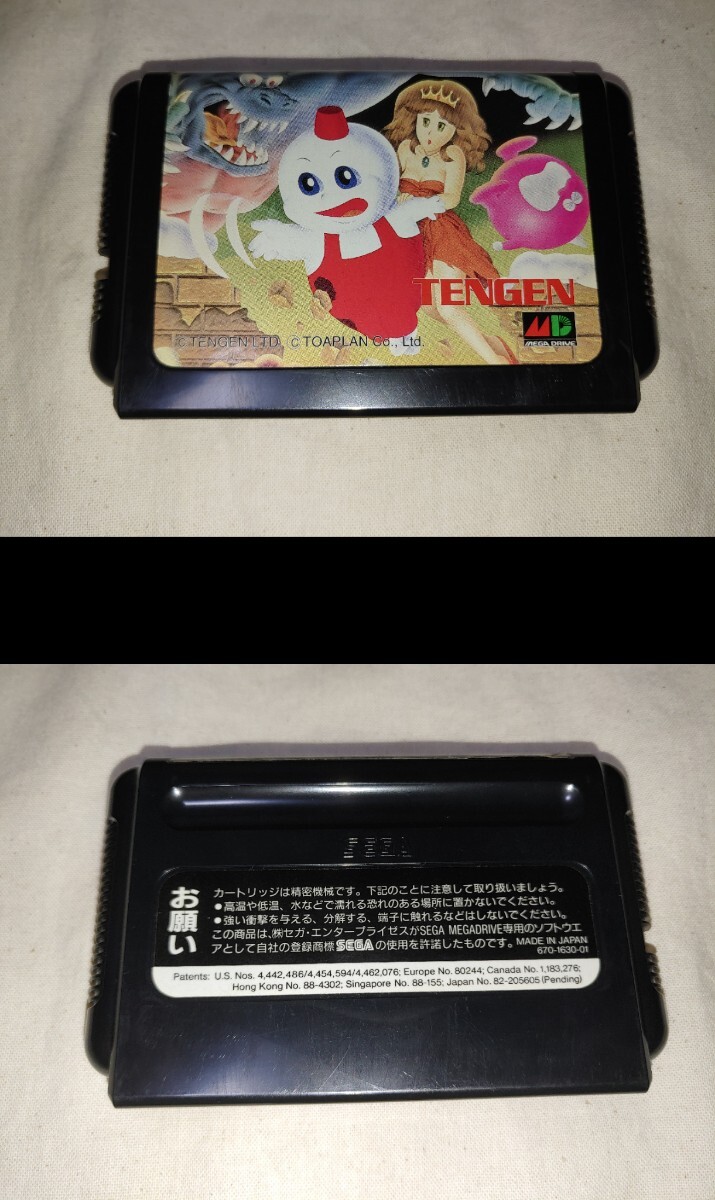 TENGEN
MD
MEGA DRIVE
© TENGEN LTD. © TOAPLAN Co., Ltd.
SEGA
お願い
カートリッジは精密機械です。下記のことに注意して取り扱いましょう。
●高温や低温、水などで濡れる恐れのある場所に置かないでください。
●強い衝撃を与える、分解する、端子に触れるなどはしないでください。
この商品は、㈱セガ・エンタープライゼスがSEGA MEGADRIVE専用のソフトウエ
アとして自社の登録商標SEGAの使用を許諾したものです。MADE IN JAPAN
670-1630-01
Patents: U.S. Nos. 4,442,486/4,454,594/4,462,076; Europe No. 80244; Canada No. 1,183,276;
Hong Kong No. 88-4302; Singapore No. 88-155; Japan No. 82-205605 (Pending)